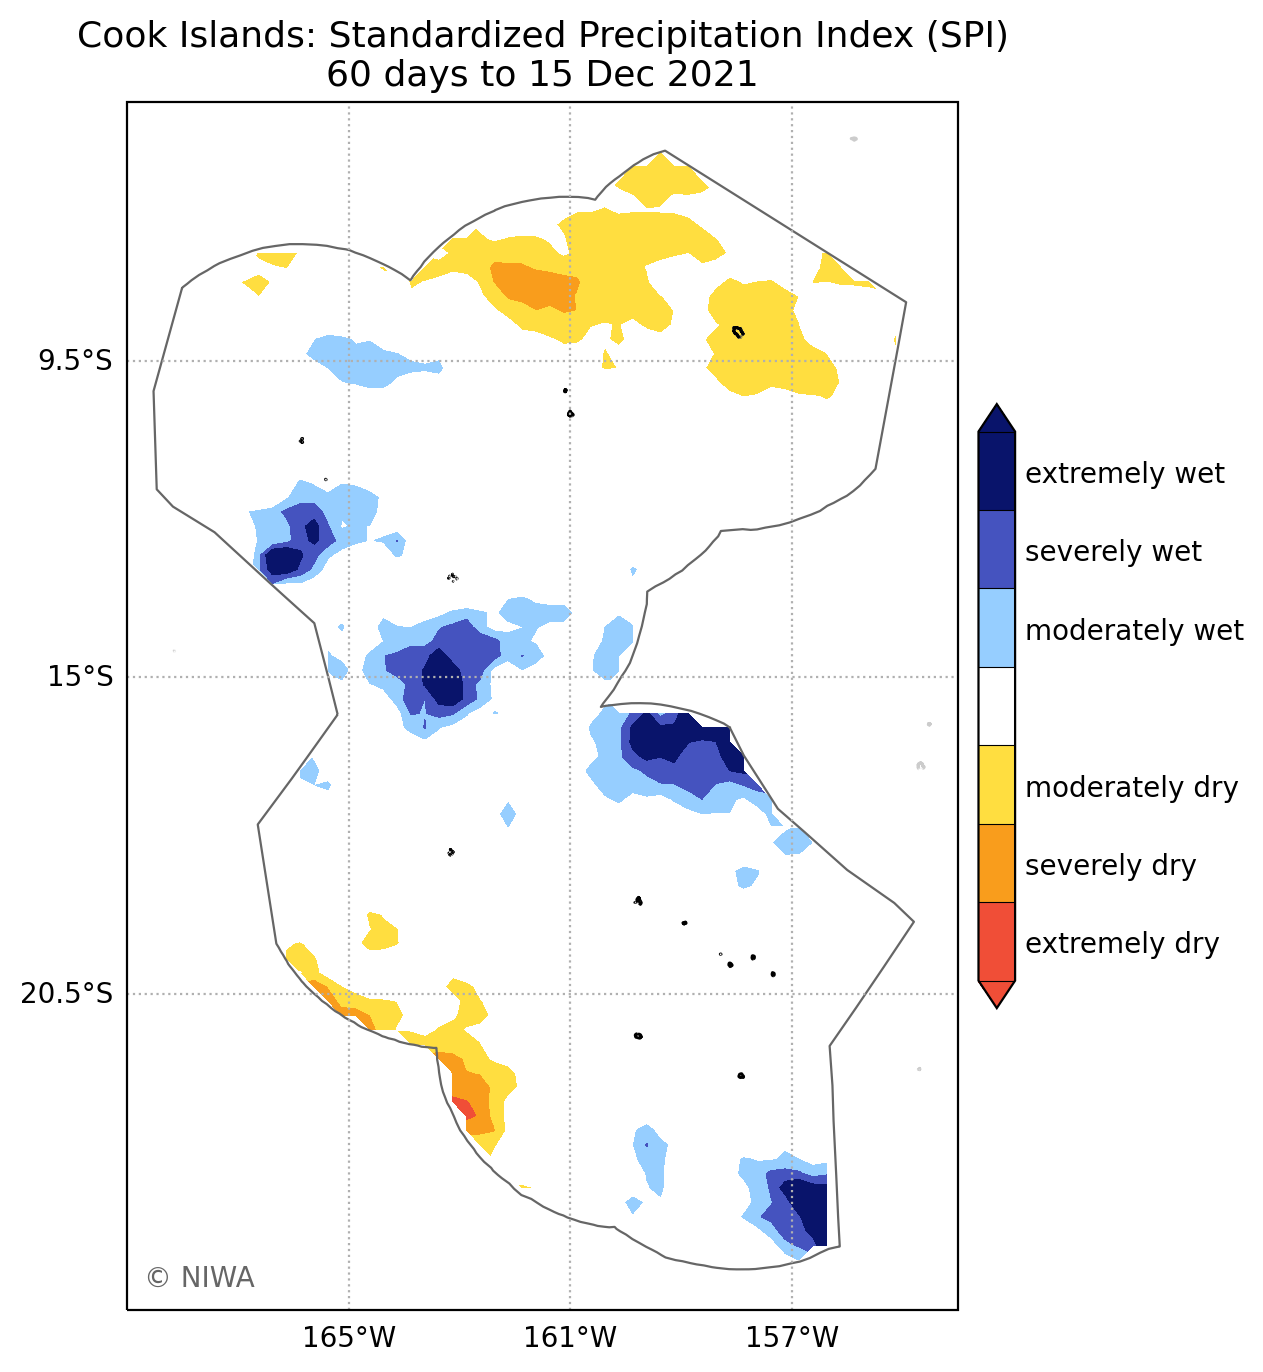 Cook Islands: Standardized Precipitation Index (SPI)
60 days to 15 Dec 2021
9.5°S
extremely wet
severely wet
moderately wet
15°S
moderately dry
severely dry
extremely dry
20.5°S
© NIWA
165°W 161°W 157°W